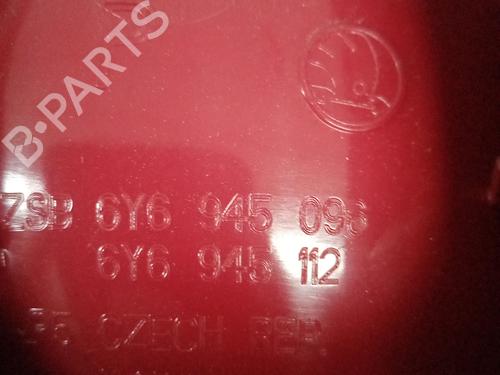 B-PARTS
ZSB 6Y6 945 096
6Y6 945 112
CZECH REP.